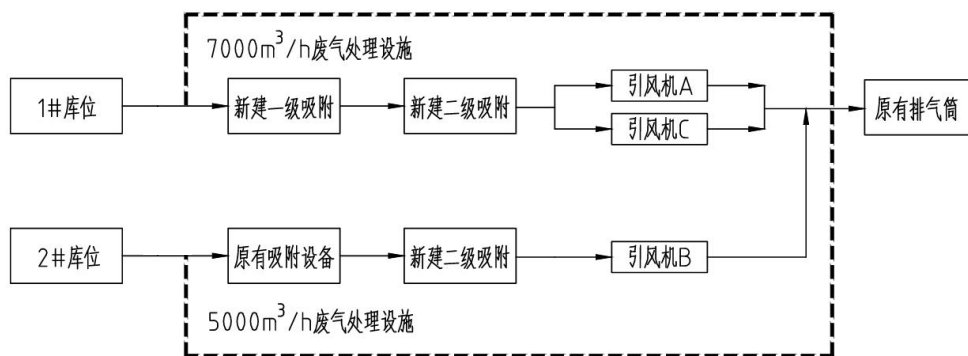 7000m³/h废气处理设施
1#库位
新建一级吸附
新建二级吸附
引风机A
引风机C
原有排气筒
2#库位
原有吸附设备
新建二级吸附
引风机B
5000m³/h废气处理设施